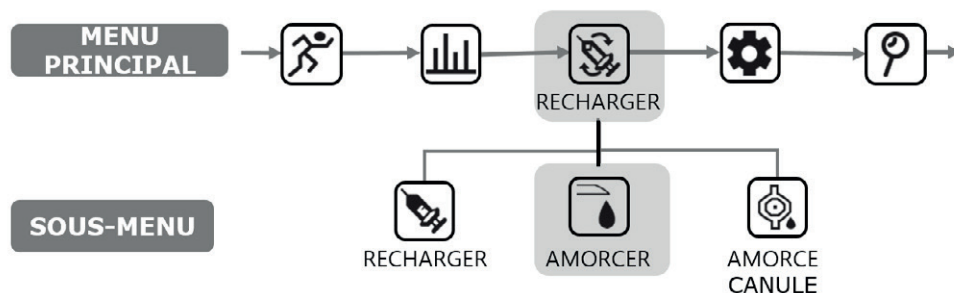 MENU
PRINCIPAL
RECHARGER
SOUS-MENU
RECHARGER
AMORCER
AMORCE
CANULE